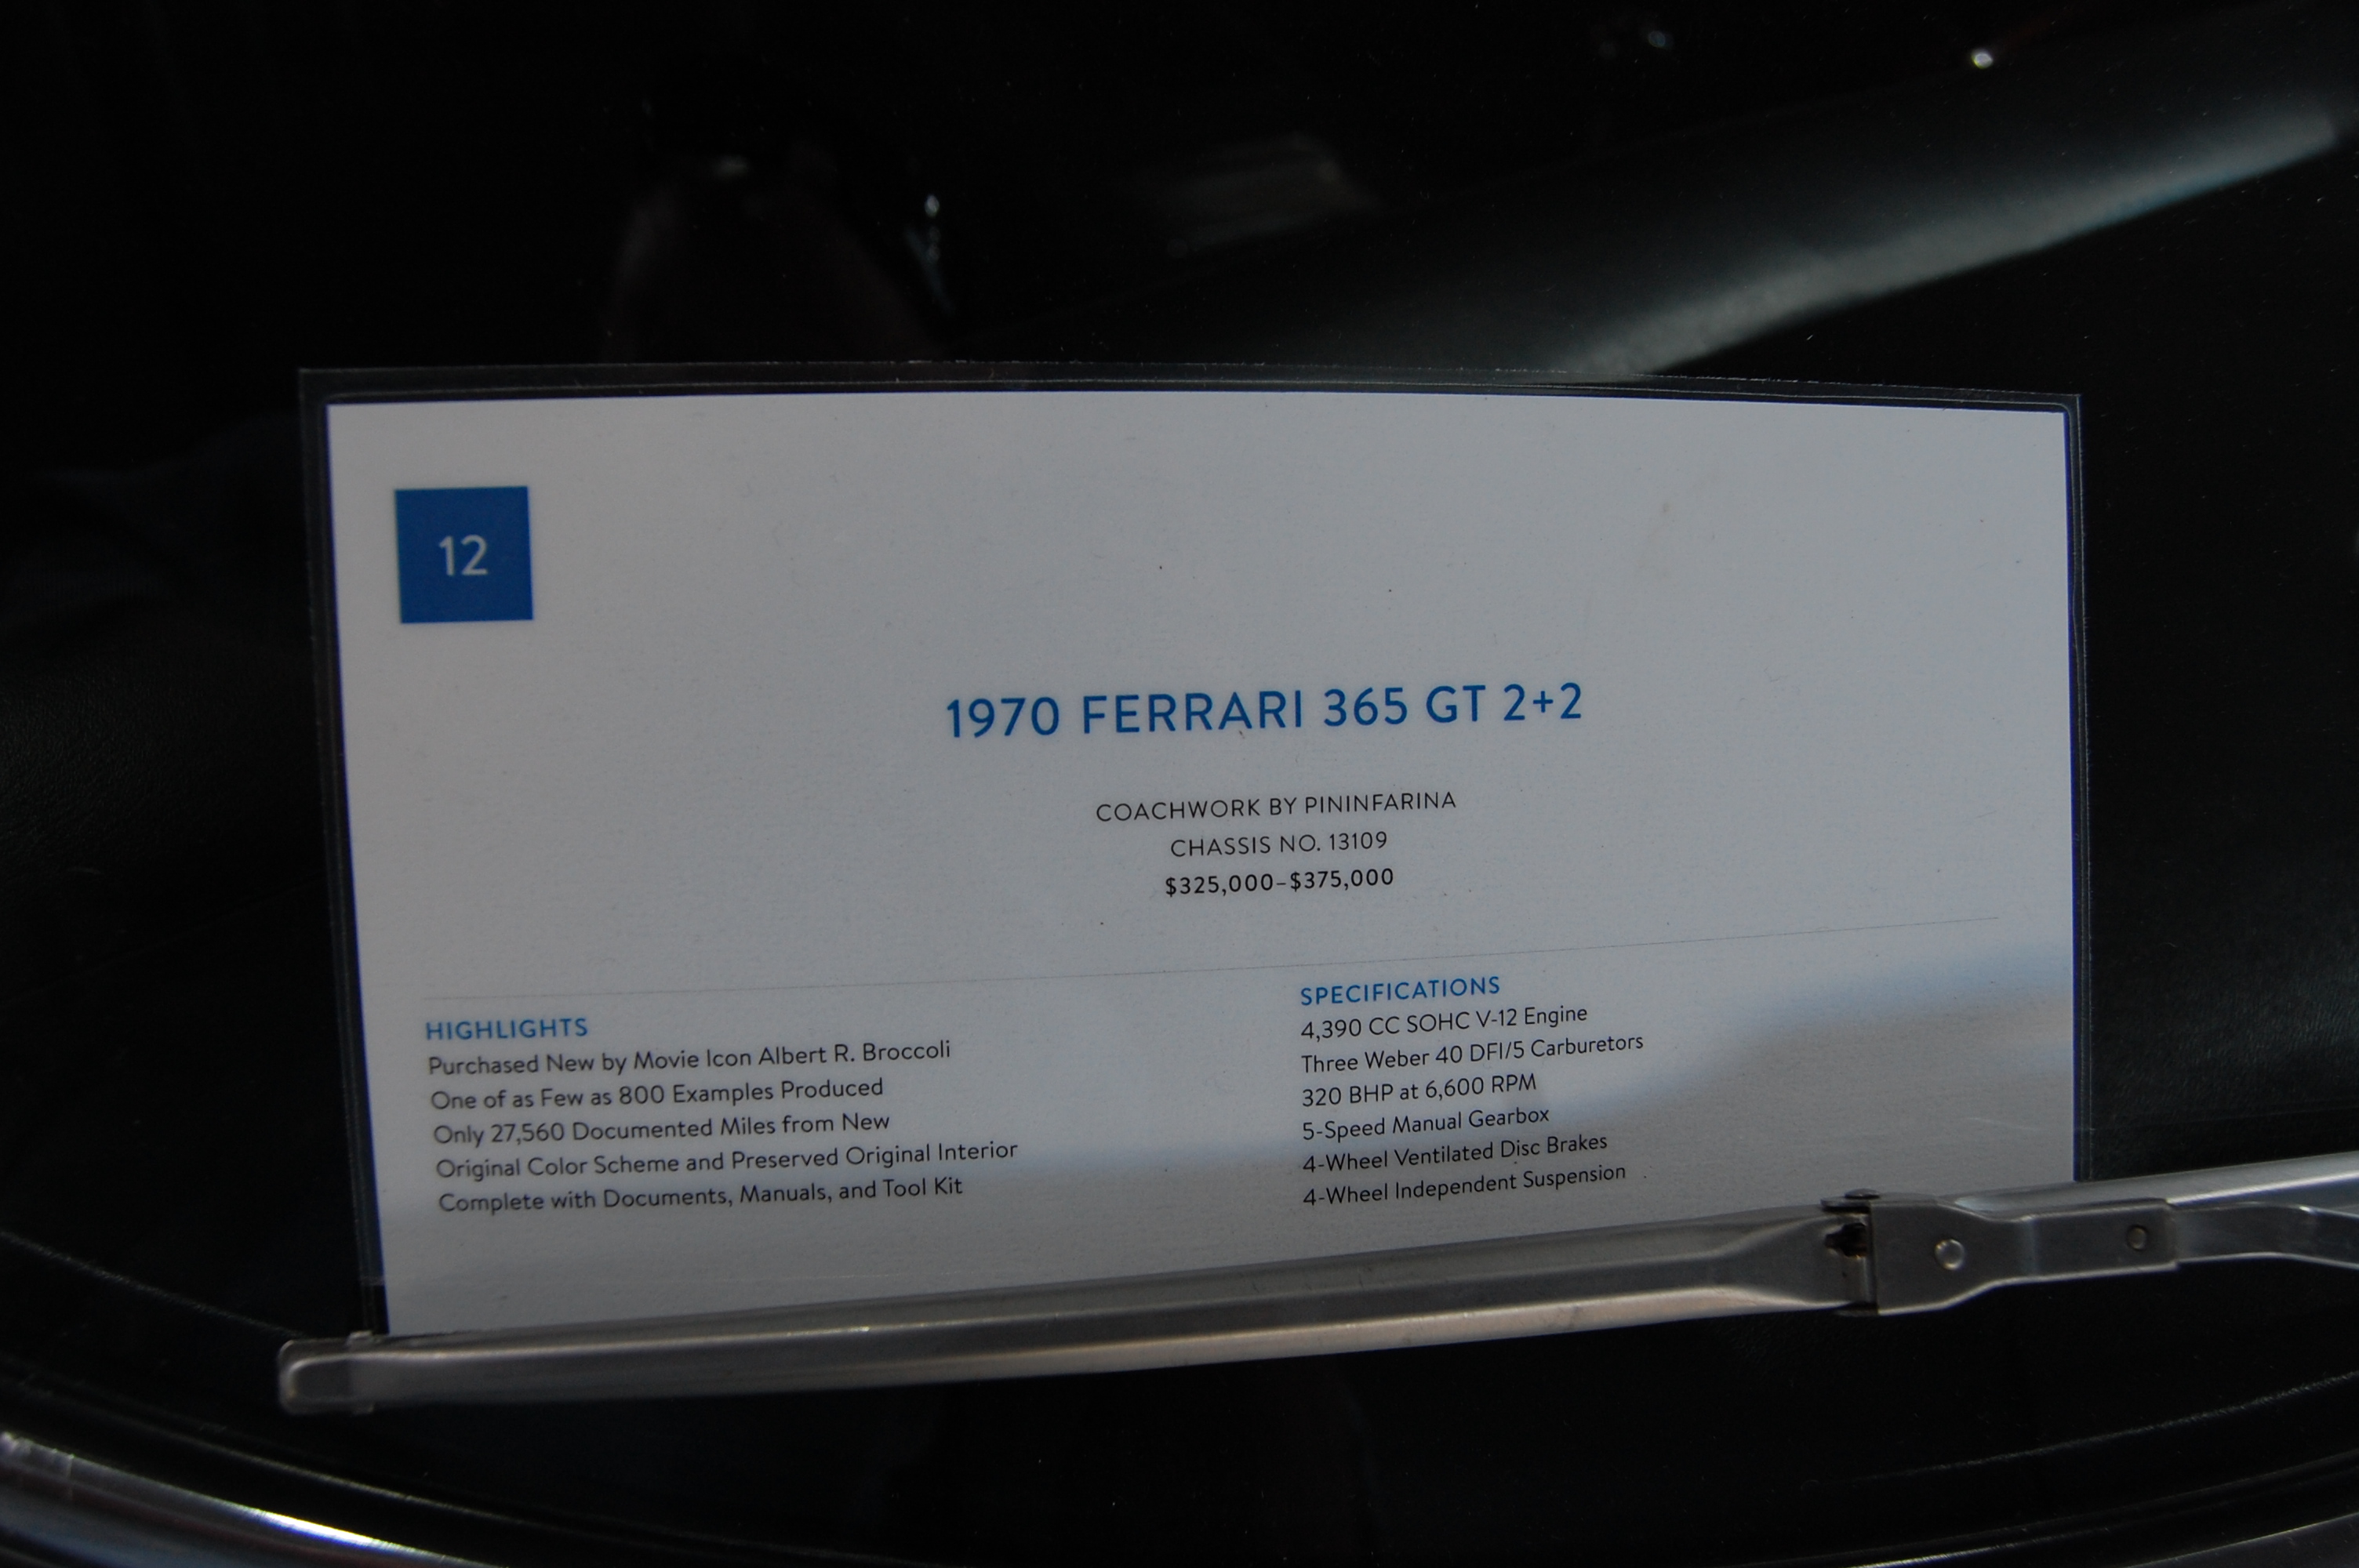 12
1970 FERRARI 365 GT 2+2
COACHWORK BY PININFARINA
CHASSIS NO. 13109
$325,000–$375,000
HIGHLIGHTS
Purchased New by Movie Icon Albert R. Broccoli
One of as Few as 800 Examples Produced
Only 27,560 Documented Miles from New
Original Color Scheme and Preserved Original Interior
Complete with Documents, Manuals, and Tool Kit
SPECIFICATIONS
4,390 CC SOHC V-12 Engine
Three Weber 40 DFI/5 Carburetors
320 BHP at 6,600 RPM
5-Speed Manual Gearbox
4-Wheel Ventilated Disc Brakes
4-Wheel Independent Suspension